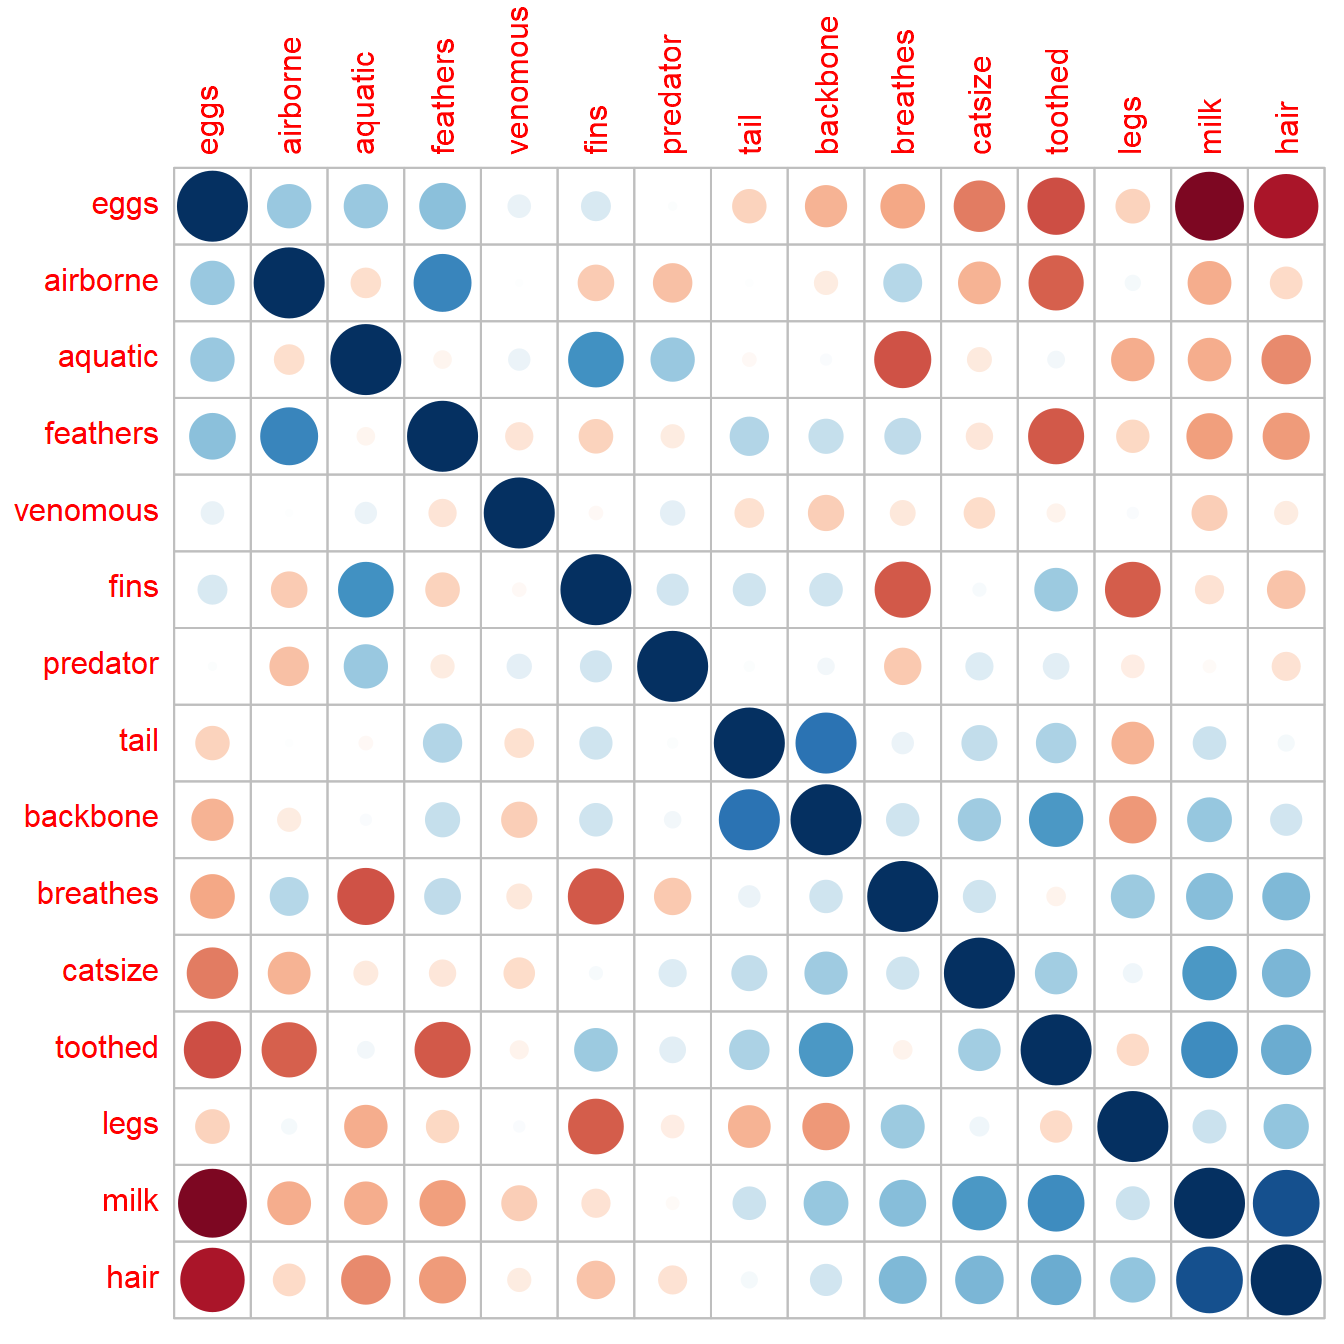 eggs
airborne
aquatic
feathers
venomous
fins
predator
tail
backbone
breathes
catsize
toothed
legs
milk
hair
eggs
airborne
aquatic
feathers
venomous
fins
predator
tail
backbone
breathes
catsize
toothed
legs
milk
hair